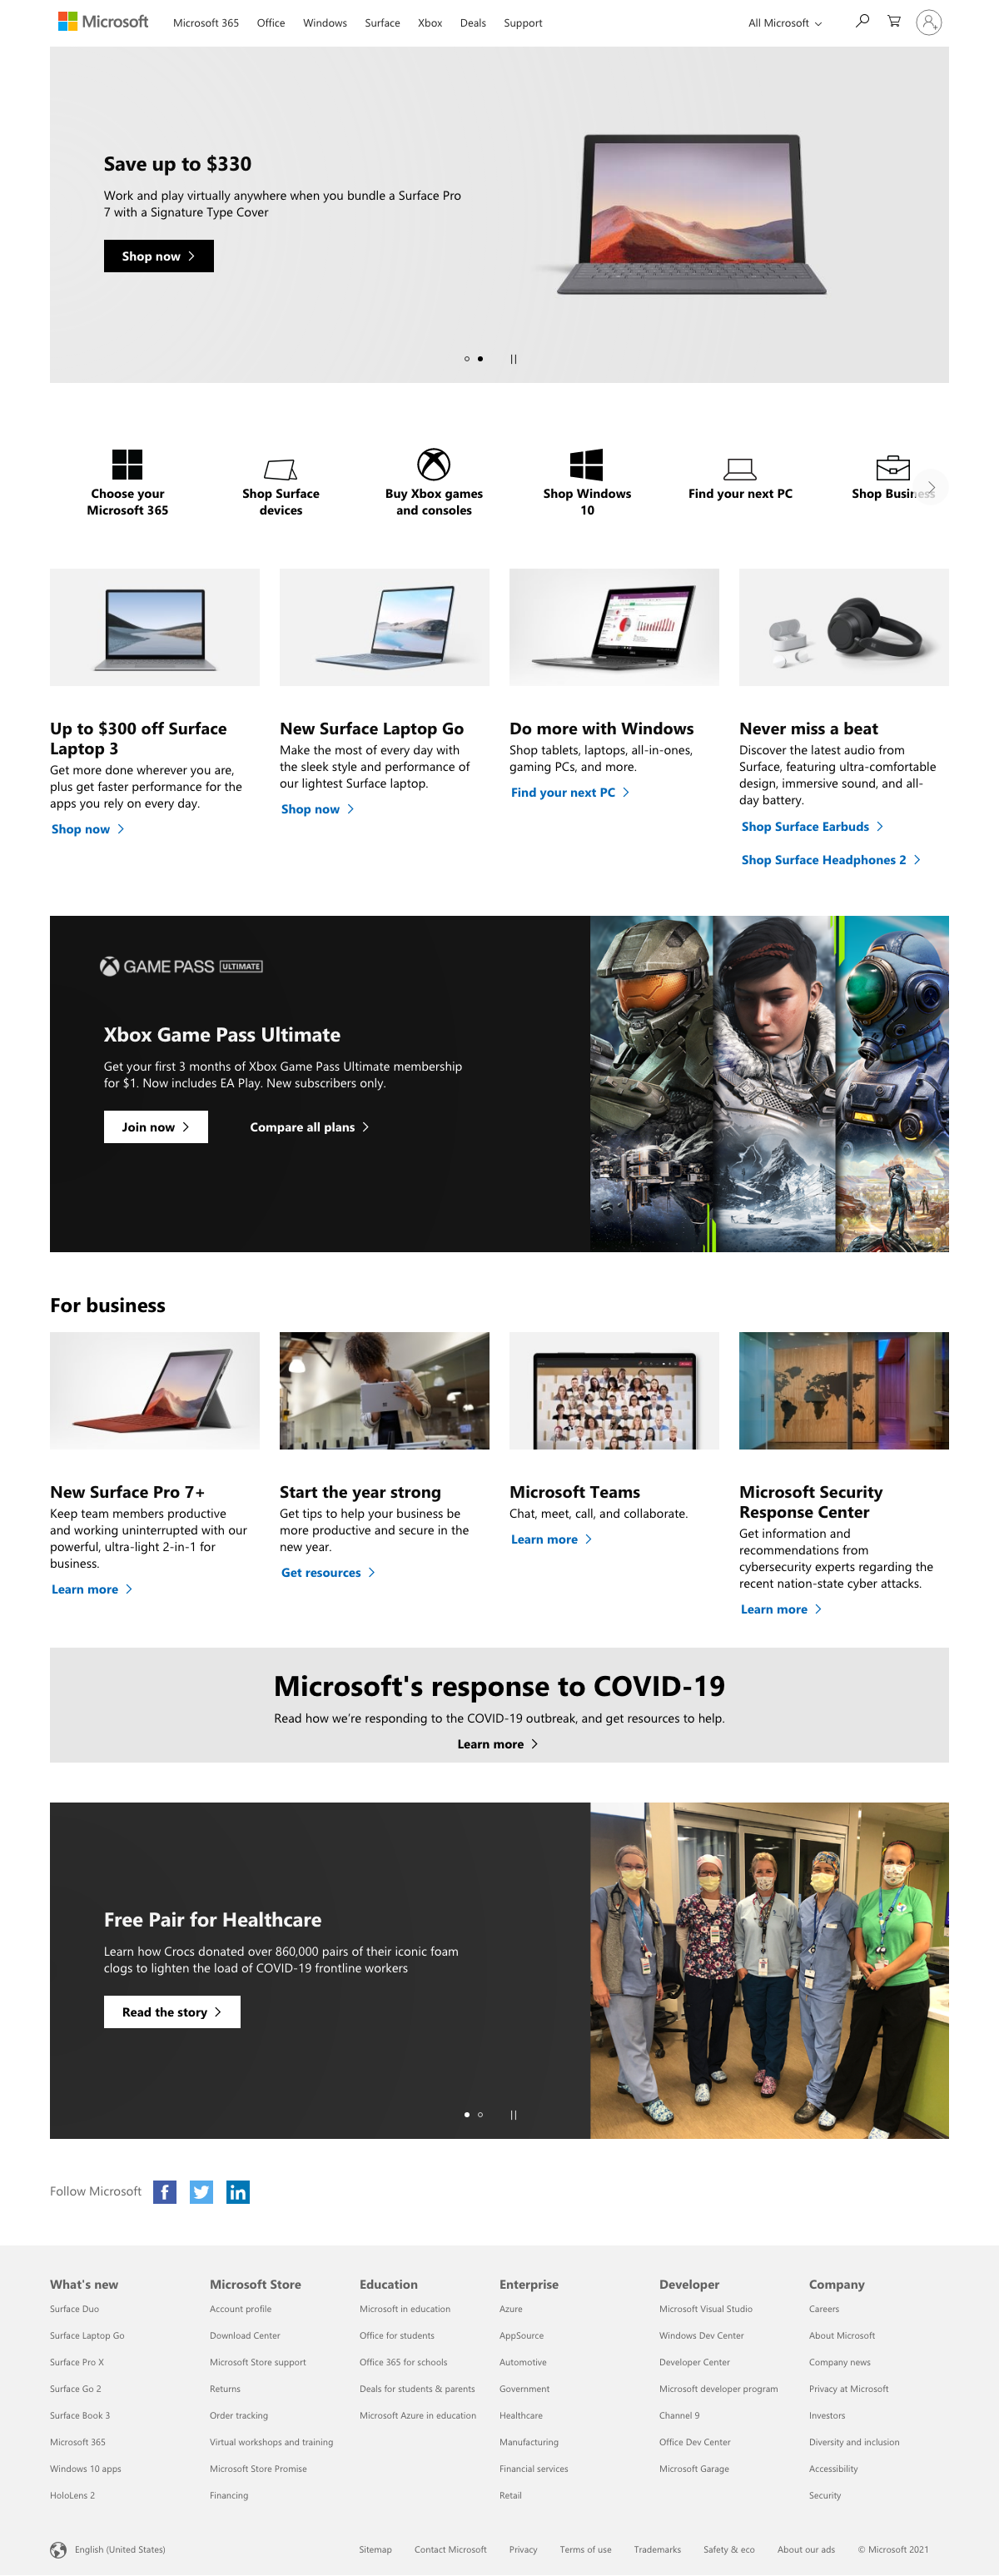 Microsoft
Microsoft 365 Office Windows Surface Xbox Deals Support
All Microsoft
Save up to $330
Work and play virtually anywhere when you bundle a Surface Pro
7 with a Signature Type Cover
Shop now
Choose your
Microsoft 365
Shop Surface
devices
Buy Xbox games
and consoles
Shop Windows
10
Find your next PC
Shop Business
Up to $300 off Surface
Laptop 3
Get more done wherever you are,
plus get faster performance for the
apps you rely on every day.
Shop now
New Surface Laptop Go
Make the most of every day with
the sleek style and performance of
our lightest Surface laptop.
Shop now
Do more with Windows
Shop tablets, laptops, all-in-ones,
gaming PCs, and more.
Find your next PC
Never miss a beat
Discover the latest audio from
Surface, featuring ultra-comfortable
design, immersive sound, and all-
day battery.
Shop Surface Earbuds
Shop Surface Headphones 2
GAME PASS ULTIMATE
Xbox Game Pass Ultimate
Get your first 3 months of Xbox Game Pass Ultimate membership
for $1. Now includes EA Play. New subscribers only.
Join now
Compare all plans
For business
New Surface Pro 7+
Keep team members productive
and working uninterrupted with our
powerful, ultra-light 2-in-1 for
business.
Learn more
Start the year strong
Get tips to help your business be
more productive and secure in the
new year.
Get resources
Microsoft Teams
Chat, meet, call, and collaborate.
Learn more
Microsoft Security
Response Center
Get information and
recommendations from
cybersecurity experts regarding the
recent nation-state cyber attacks.
Learn more
Microsoft's response to COVID-19
Read how we're responding to the COVID-19 outbreak, and get resources to help.
Learn more
Free Pair for Healthcare
Learn how Crocs donated over 860,000 pairs of their iconic foam
clogs to lighten the load of COVID-19 frontline workers
Read the story
Follow Microsoft
What's new
Surface Duo
Surface Laptop Go
Surface Pro X
Surface Go 2
Surface Book 3
Microsoft 365
Windows 10 apps
HoloLens 2
Microsoft Store
Account profile
Download Center
Microsoft Store support
Returns
Order tracking
Virtual workshops and training
Microsoft Store Promise
Financing
Education
Microsoft in education
Office for students
Office 365 for schools
Deals for students & parents
Microsoft Azure in education
Enterprise
Azure
AppSource
Automotive
Government
Healthcare
Manufacturing
Financial services
Retail
Developer
Microsoft Visual Studio
Windows Dev Center
Developer Center
Microsoft developer program
Channel 9
Office Dev Center
Microsoft Garage
Company
Careers
About Microsoft
Company news
Privacy at Microsoft
Investors
Diversity and inclusion
Accessibility
Security
English (United States)
Sitemap Contact Microsoft Privacy Terms of use Trademarks Safety & eco About our ads © Microsoft 2021